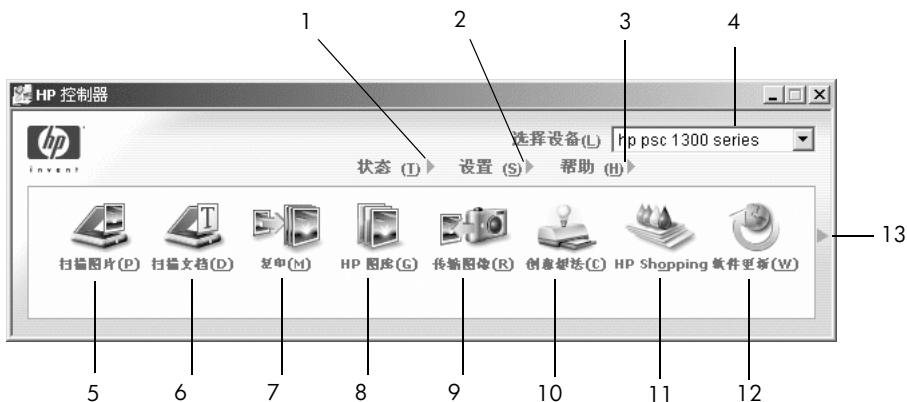 1 2 3 4
HP 控制器
hp
invent
选择设备(L) hp psc 1300 series
状态 (T) 设置 (S) 帮助 (H)
扫描图片(P) 扫描文档(D) 复印(M) HP 图库(G) 传输图像(R) 创意想法(C) HP Shopping 软件更新(W)
13
5 6 7 8 9 10 11 12